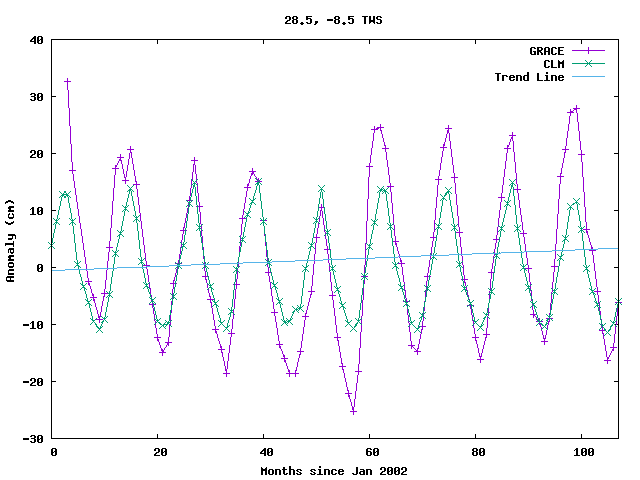 28.5, -8.5 TWS
GRACE
CLM
Trend Line
40
30
20
10
0
-10
-20
-30
Anomaly (cm)
0 20 40 60 80 100
Months since Jan 2002